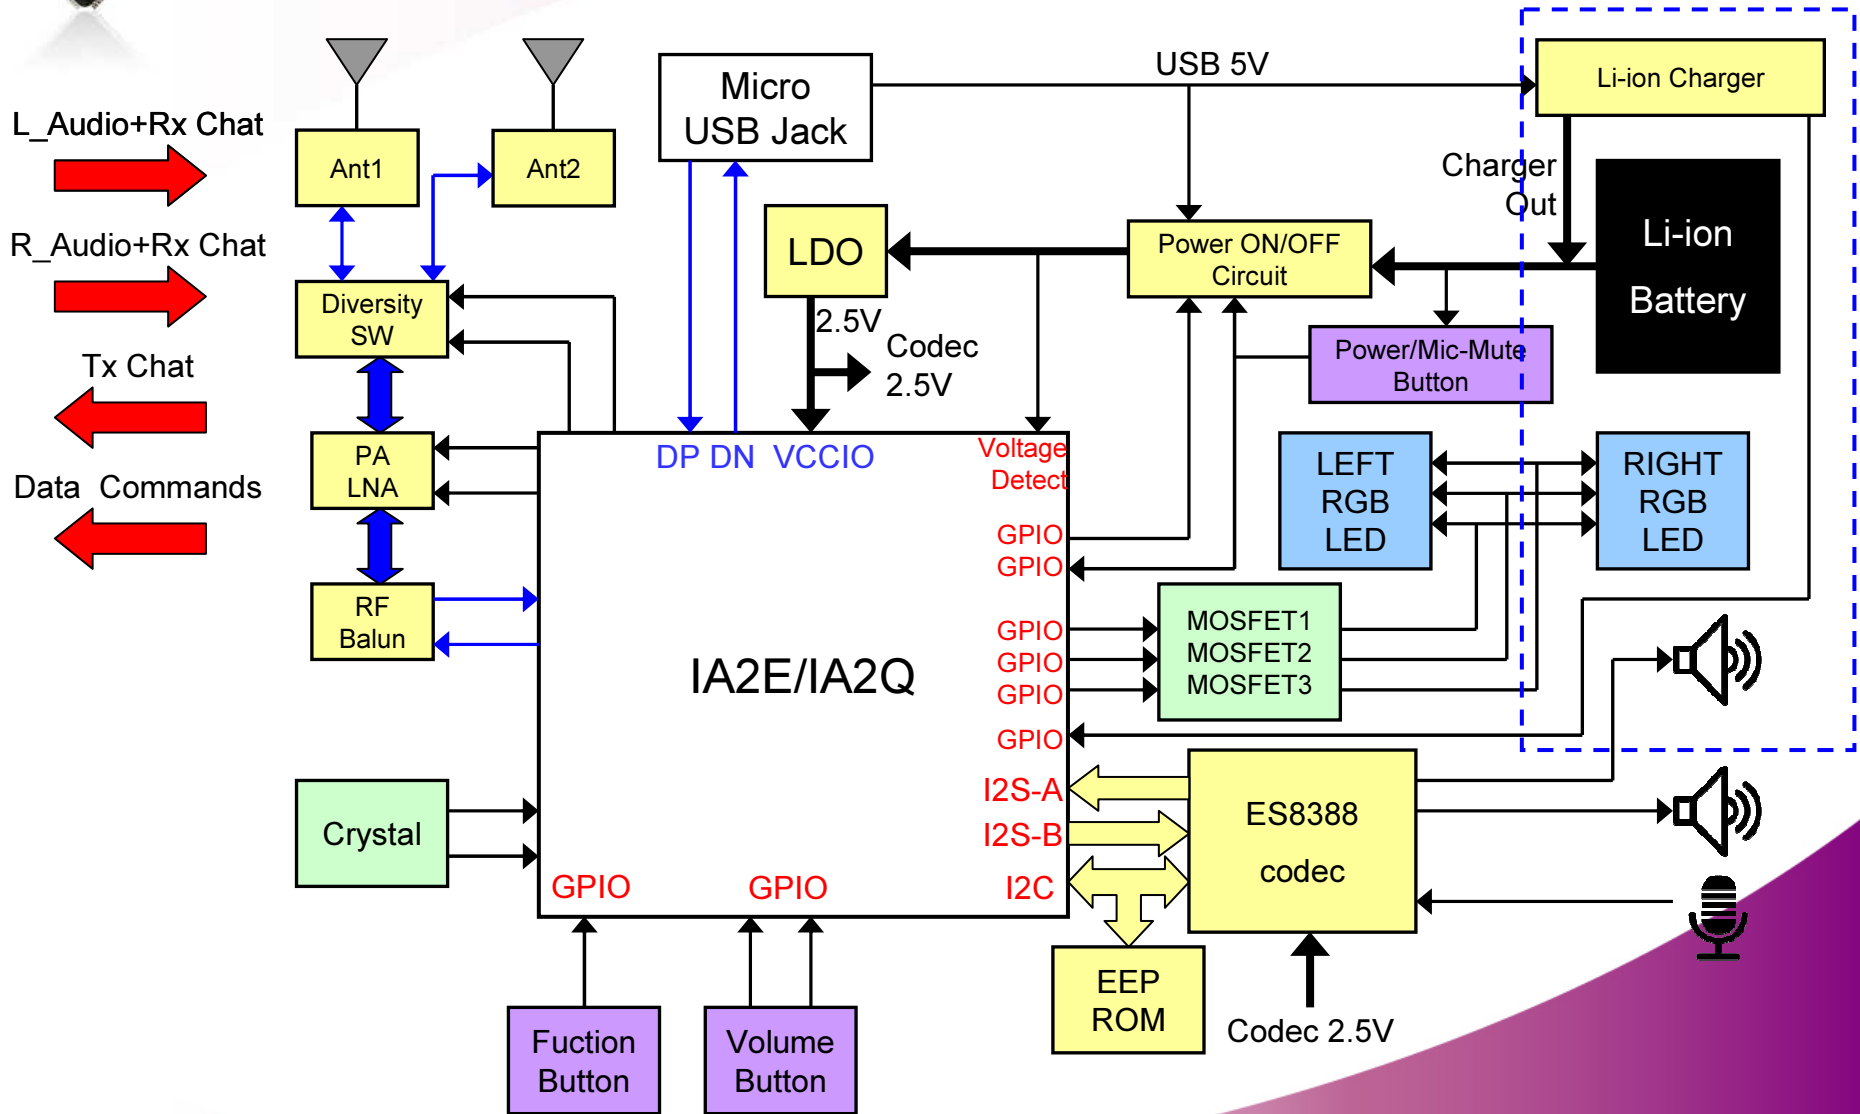 L_Audio+Rx Chat
R_Audio+Rx Chat
Tx Chat
Data Commands
Ant1
Ant2
Diversity
SW
PA
LNA
RF
Balun
Crystal
Micro
USB Jack
USB 5V
Li-ion Charger
Charger
Out
Li-ion
Battery
LDO
Power ON/OFF
Circuit
2.5V
Codec
2.5V
Power/Mic-Mute
Button
DP DN VCCIO
Voltage
Detect
GPIO
GPIO
GPIO
GPIO
GPIO
GPIO
I2S-A
I2S-B
I2C
GPIO
GPIO
IA2E/IA2Q
LEFT
RGB
LED
RIGHT
RGB
LED
MOSFET1
MOSFET2
MOSFET3
ES8388
codec
EEP
ROM
Codec 2.5V
Fuction
Button
Volume
Button